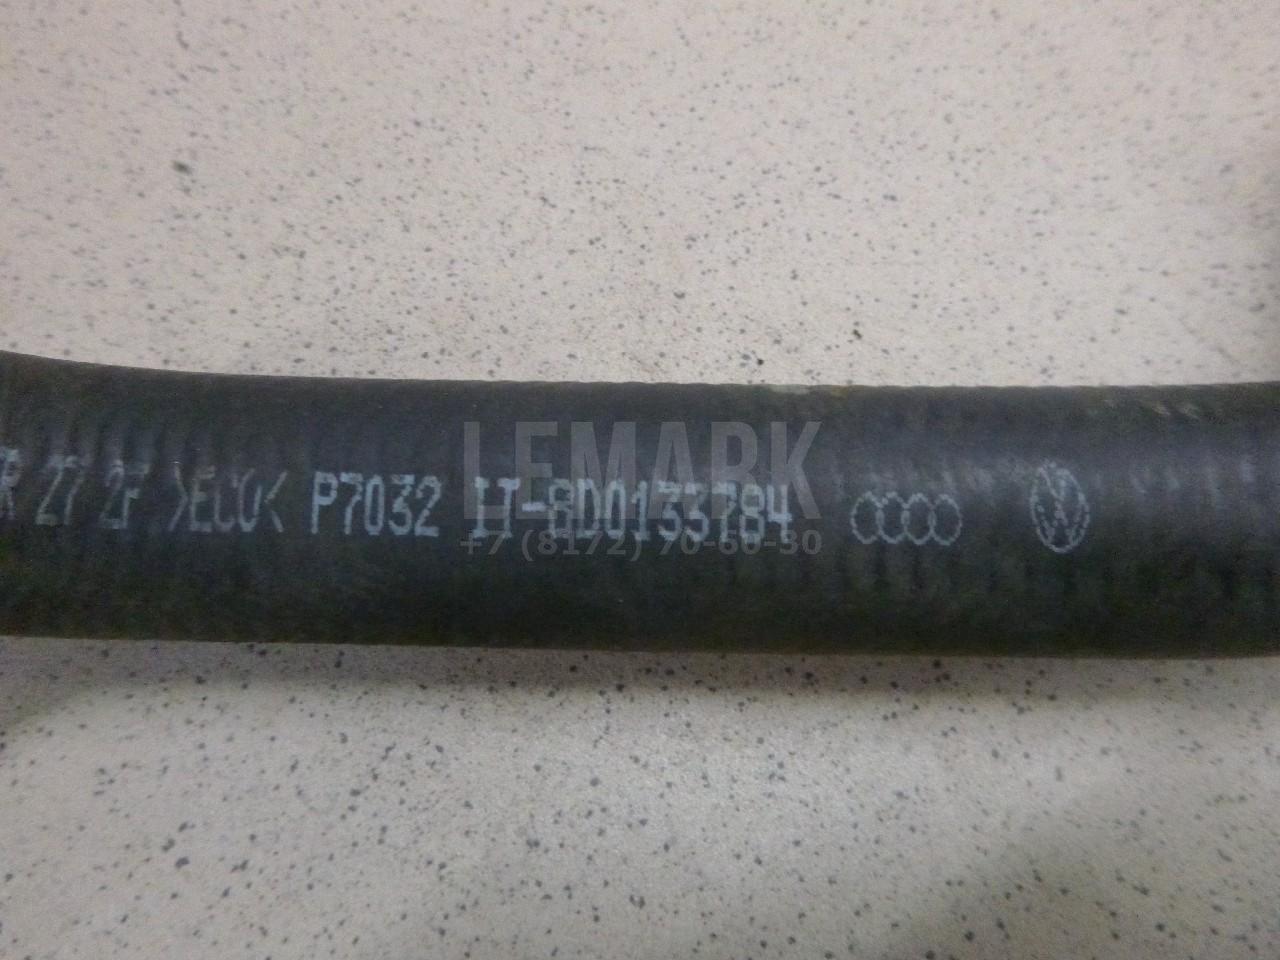 R 27 2F >ECO< P7032 IT-8D0133784
LEMARK
+7 (8172) 70-60-30